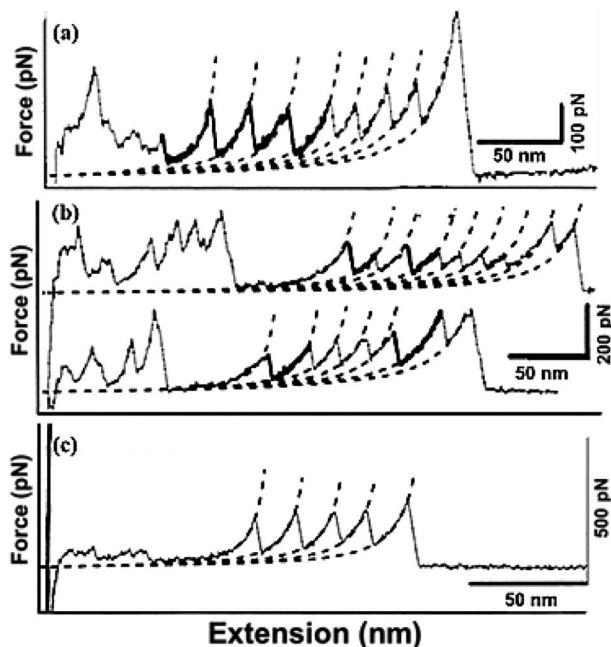 (a)
Force (pN)
100 pN
50 nm
(b)
Force (pN)
200 pN
50 nm
(c)
Force (pN)
500 pN
50 nm
Extension (nm)